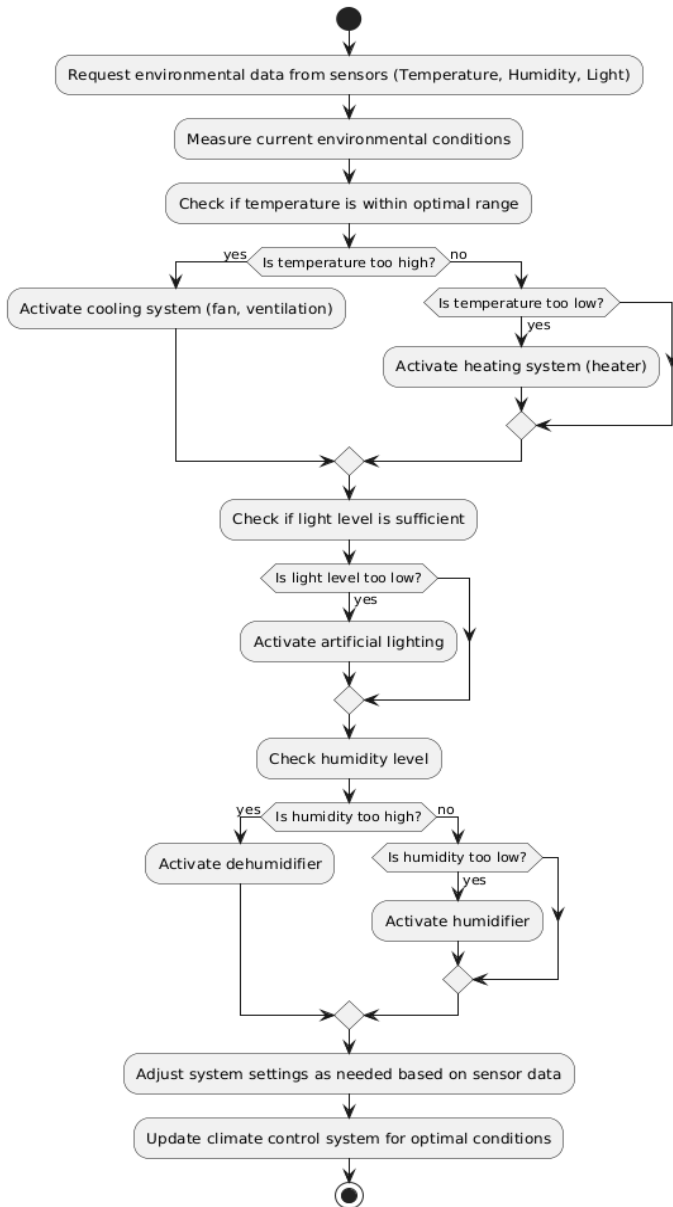 Request environmental data from sensors (Temperature, Humidity, Light)
Measure current environmental conditions
Check if temperature is within optimal range
yes
Is temperature too high?
no
Activate cooling system (fan, ventilation)
Is temperature too low?
yes
Activate heating system (heater)
Check if light level is sufficient
Is light level too low?
yes
Activate artificial lighting
Check humidity level
yes
Is humidity too high?
no
Activate dehumidifier
Is humidity too low?
yes
Activate humidifier
Adjust system settings as needed based on sensor data
Update climate control system for optimal conditions